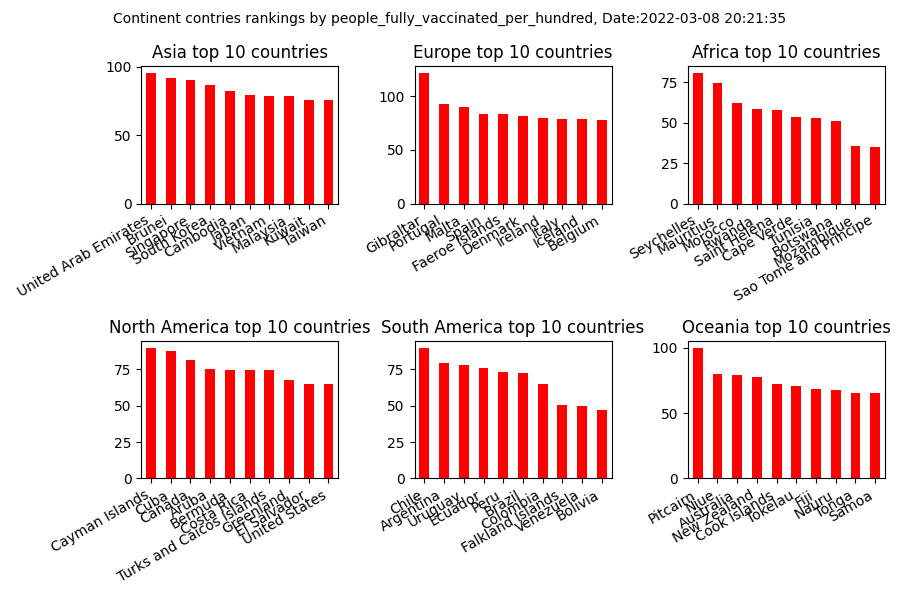 Continent contries rankings by people_fully_vaccinated_per_hundred, Date:2022-03-08 20:21:35
Asia top 10 countries
100
50
0
United Arab Emirates
Brunei
Singapore
South Korea
Cambodia
Japan
Vietnam
Malaysia
Kuwait
Taiwan
Europe top 10 countries
100
50
0
Gibraltar
Portugal
Malta
Spain
Faeroe Islands
Denmark
Ireland
Italy
Iceland
Belgium
Africa top 10 countries
75
50
25
0
Seychelles
Mauritius
Morocco
Rwanda
Saint Helena
Cape Verde
Tunisia
Botswana
Mozambique
Sao Tome and Principe
North America top 10 countries
75
50
25
0
Cayman Islands
Cuba
Canada
Aruba
Bermuda
Costa Rica
Turks and Caicos Islands
Greenland
El Salvador
United States
South America top 10 countries
75
50
25
0
Chile
Argentina
Uruguay
Ecuador
Peru
Brazil
Colombia
Falkland Islands
Venezuela
Bolivia
Oceania top 10 countries
100
50
0
Pitcairn
Niue
Australia
New Zealand
Cook Islands
Tokelau
Fiji
Nauru
Tonga
Samoa